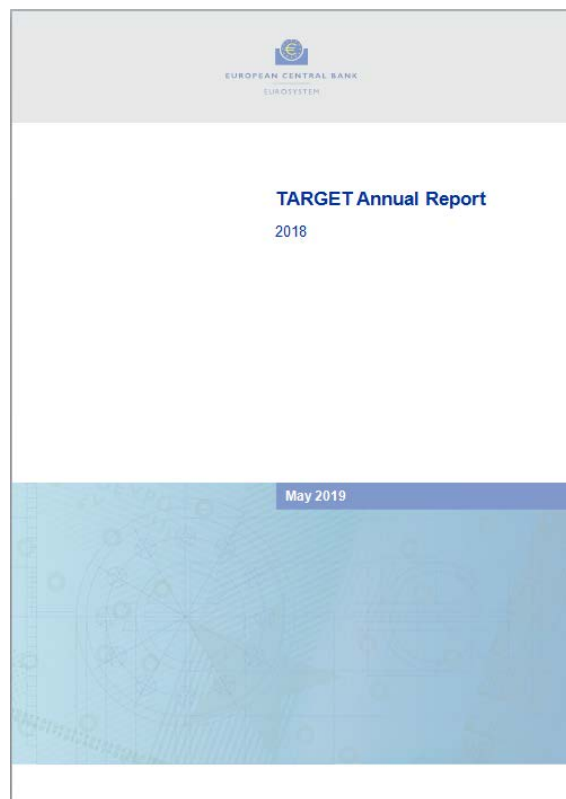 EUROPEAN CENTRAL BANK
EUROSYSTEM
TARGET Annual Report
2018
May 2019